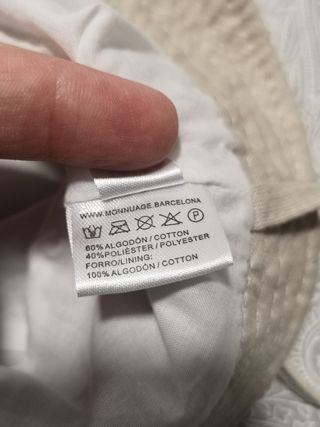 WWW.MONNUAGE.BARCELONA
P
60% ALGODÓN / COTTON
40%POLIÉSTER / POLYESTER
FORRO/LINING:
100% ALGODÓN / COTTON